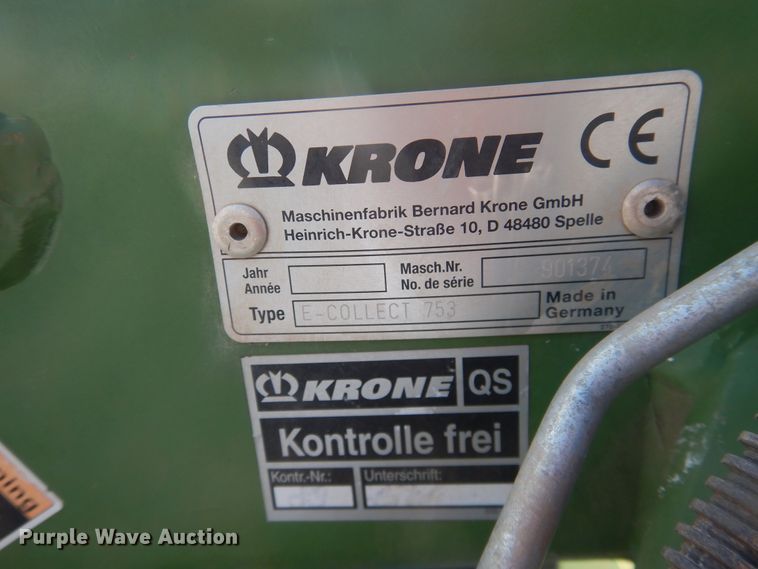 KRONE CE
Maschinenfabrik Bernard Krone GmbH
Heinrich-Krone-Straße 10, D 48480 Spelle
Jahr
Année
Masch.Nr.
No. de série
901374
Type E-COLLECT 753
Made in
Germany
KRONE QS
Kontrolle frei
Kontr.-Nr.: Unterschrift:
Purple Wave Auction